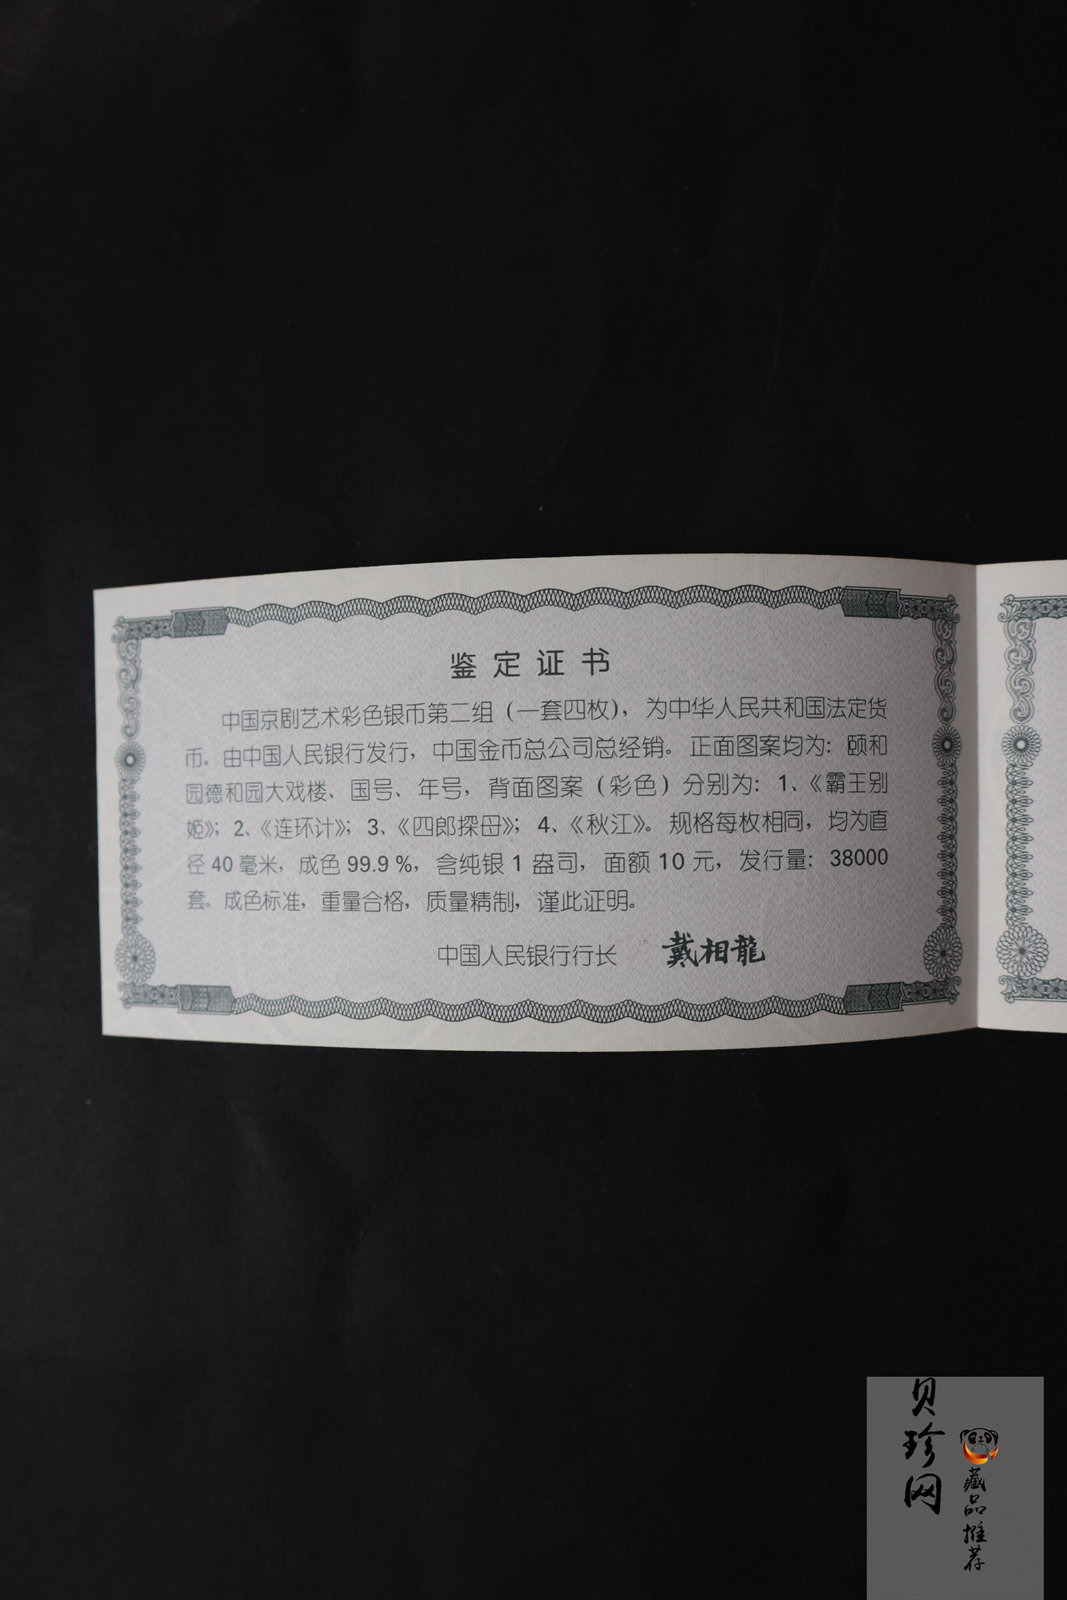 鉴定证书
中国京剧艺术彩色银币第二组（一套四枚），为中华人民共和国法定货
币。由中国人民银行发行，中国金币总公司总经销。正面图案均为：颐和
园德和园大戏楼、国号、年号，背面图案（彩色）分别为：1、《霸王别
姬》；2、《连环计》；3、《四郎探母》；4、《秋江》。规格每枚相同，均为直
径40毫米，成色99.9%，含纯银1盎司，面额10元，发行量：38000
套。成色标准，重量合格，质量精制，谨此证明。
中国人民银行行长 戴相龍
贝珍网
藏品推荐